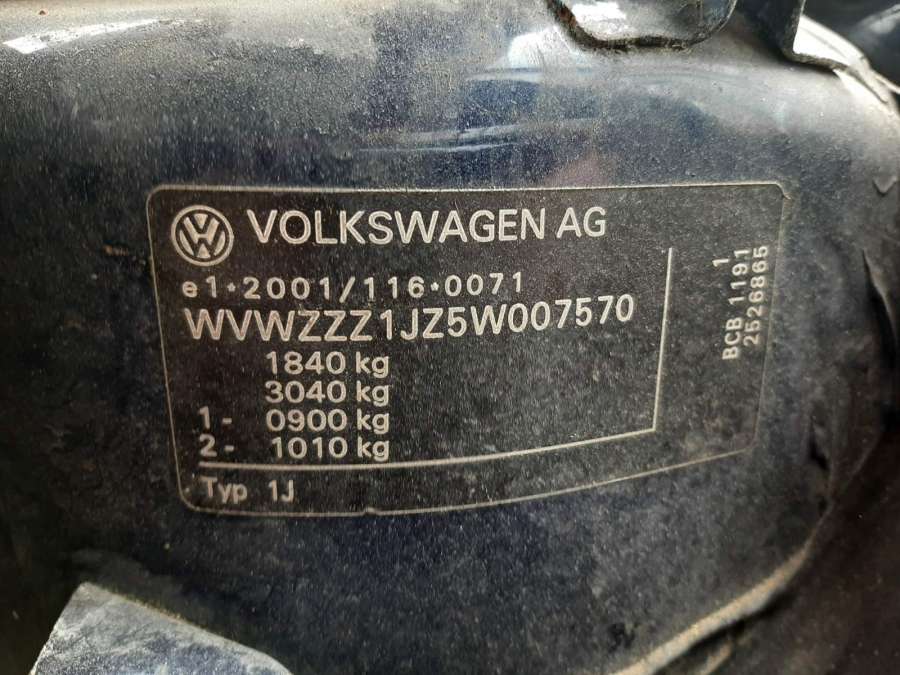 VOLKSWAGEN AG
e1*2001/116*0071
WVWZZZ1JZ5W007570
1840 kg
3040 kg
1- 0900 kg
2- 1010 kg
Typ 1J
1
BCB 1191
2526865